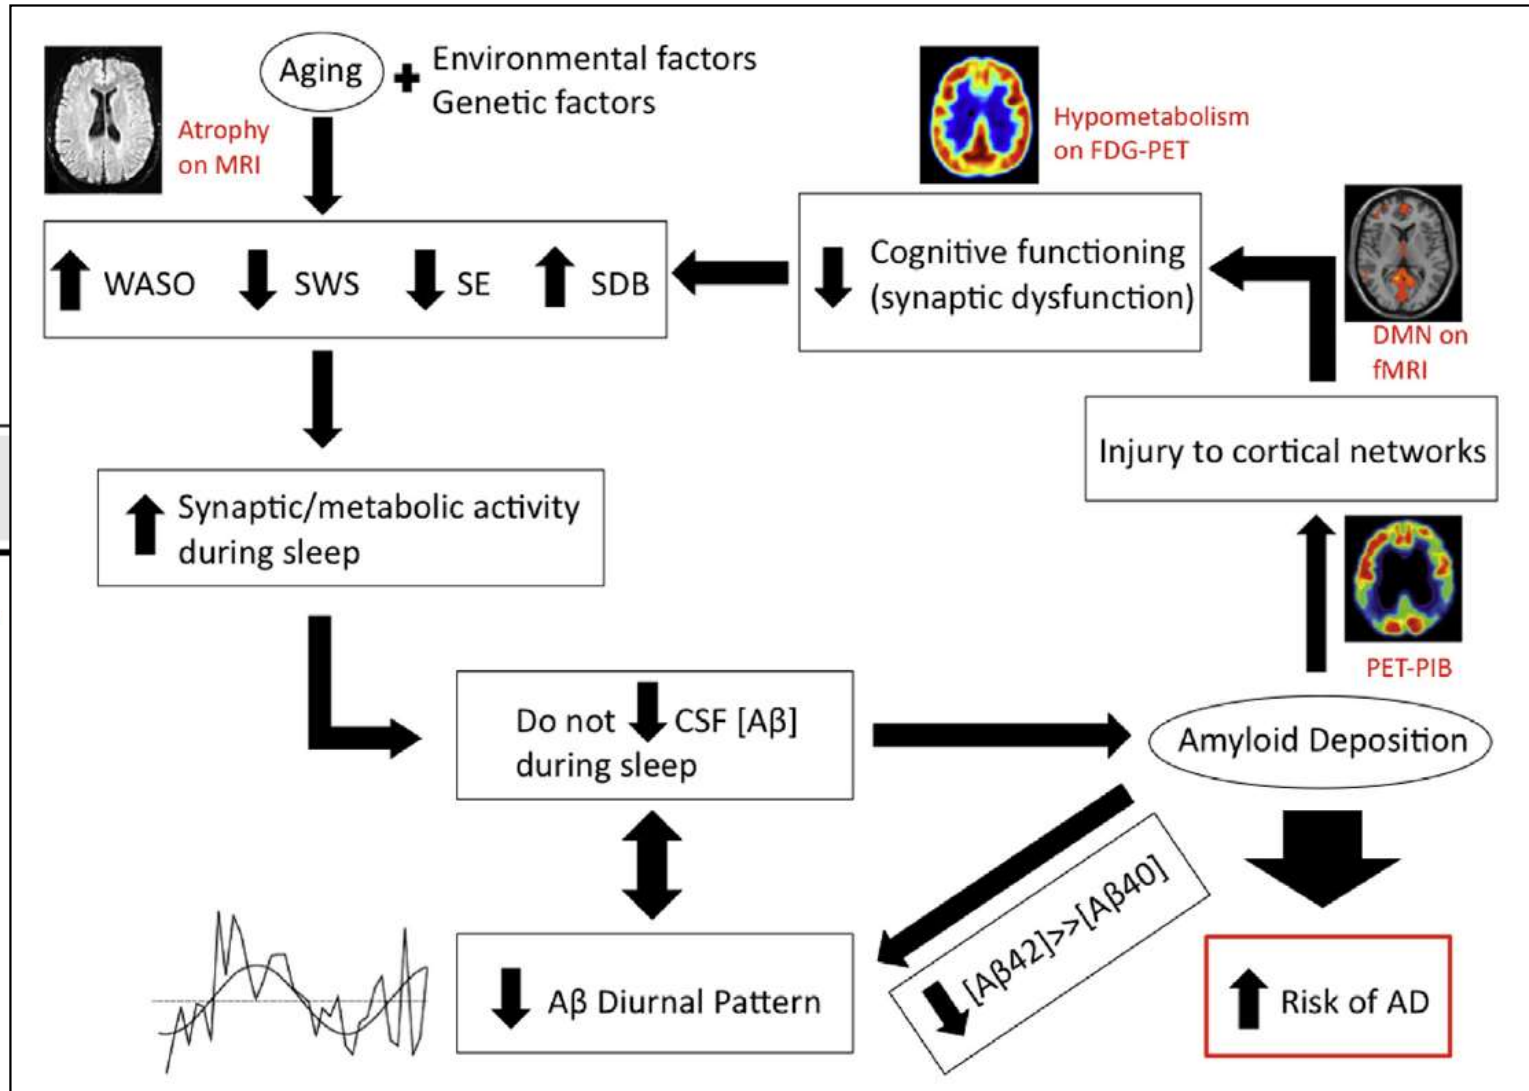 Aging
Environmental factors
Genetic factors
Atrophy
on MRI
Hypometabolism
on FDG-PET
WASO
SWS
SE
SDB
Cognitive functioning
(synaptic dysfunction)
DMN on
fMRI
Injury to cortical networks
Synaptic/metabolic activity
during sleep
PET-PIB
Do not CSF [Aβ]
during sleep
Amyloid Deposition
[Aβ42]>>[Aβ40]
Aβ Diurnal Pattern
Risk of AD